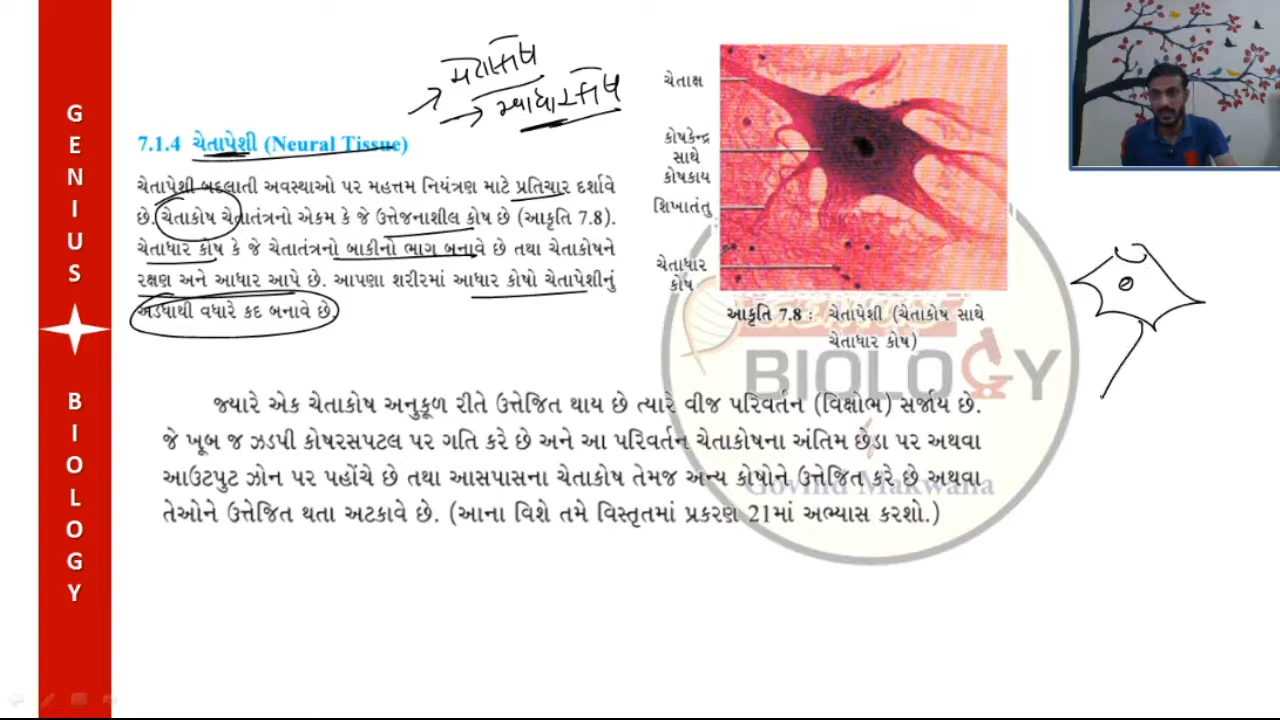 GENIUS
BIOLOGY
7.1.4 ચેતાપેશી (Neural Tissue)
ચેતાપેશી બદલાતી અવસ્થાઓ પર મહત્તમ નિયંત્રણ માટે પ્રતિચાર દર્શાવે
છે. ચેતાકોષ ચેતાતંત્રનો એકમ કે જે ઉત્તેજનાશીલ કોષ છે (આકૃતિ 7.8).
ચેતાધાર કોષ કે જે ચેતાતંત્રનો બાકીનો ભાગ બનાવે છે તથા ચેતાકોષને
રક્ષણ અને આધાર આપે છે. આપણા શરીરમાં આધાર કોષો ચેતાપેશીનું
અડધાથી વધારે કદ બનાવે છે.
ચેતાક્ષ
કોષકેન્દ્ર
સાથે
કોષકાય
શિખાતંતુ
ચેતાધાર
કોષ
આકૃતિ 7.8 : ચેતાપેશી (ચેતાકોષ સાથે
ચેતાધાર કોષ)
BIOLOGY
જ્યારે એક ચેતાકોષ અનુકૂળ રીતે ઉત્તેજિત થાય છે ત્યારે વીજ પરિવર્તન (વિક્ષોભ) સર્જાય છે.
જે ખૂબ જ ઝડપી કોષરસપટલ પર ગતિ કરે છે અને આ પરિવર્તન ચેતાકોષના અંતિમ છેડા પર અથવા
આઉટપુટ ઝોન પર પહોંચે છે તથા આસપાસના ચેતાકોષ તેમજ અન્ય કોષોને ઉત્તેજિત કરે છે અથવા
તેઓને ઉત્તેજિત થતા અટકાવે છે. (આના વિશે તમે વિસ્તૃતમાં પ્રકરણ 21માં અભ્યાસ કરશો.)
Govind Makwana